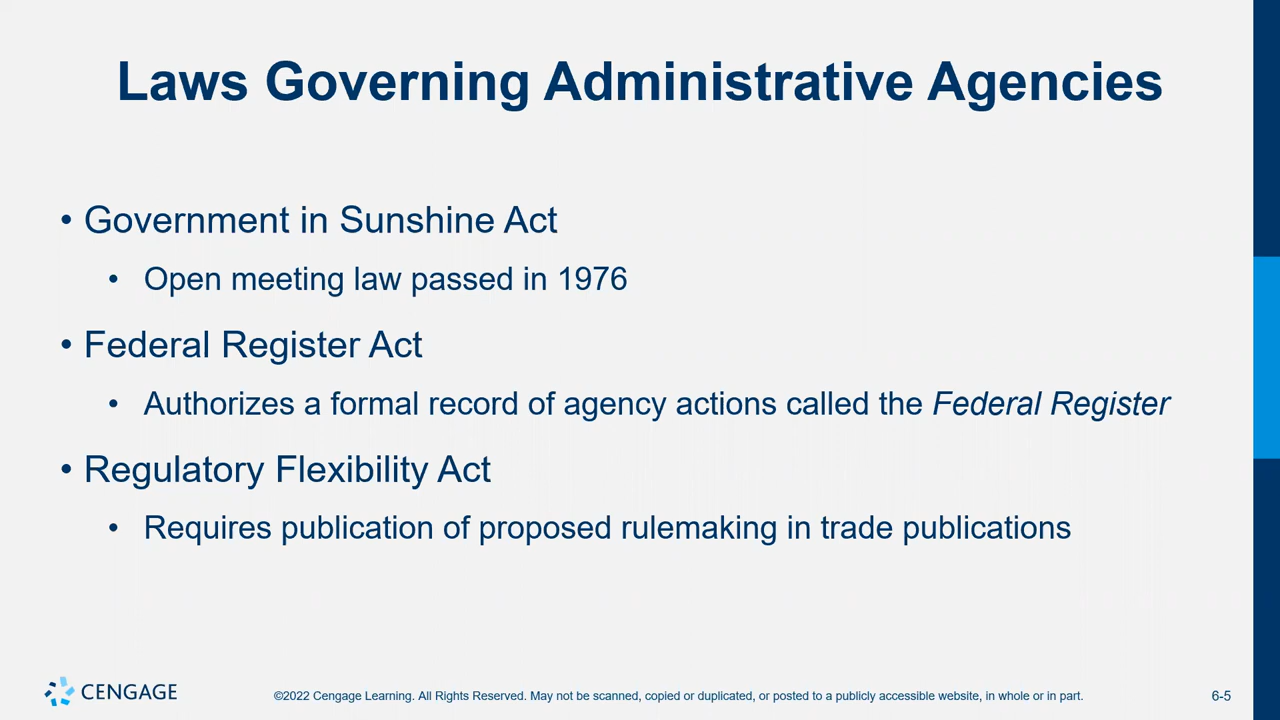 Laws Governing Administrative Agencies
• Government in Sunshine Act
• Open meeting law passed in 1976
• Federal Register Act
• Authorizes a formal record of agency actions called the Federal Register
• Regulatory Flexibility Act
• Requires publication of proposed rulemaking in trade publications
CENGAGE
©2022 Cengage Learning. All Rights Reserved. May not be scanned, copied or duplicated, or posted to a publicly accessible website, in whole or in part.
6-5